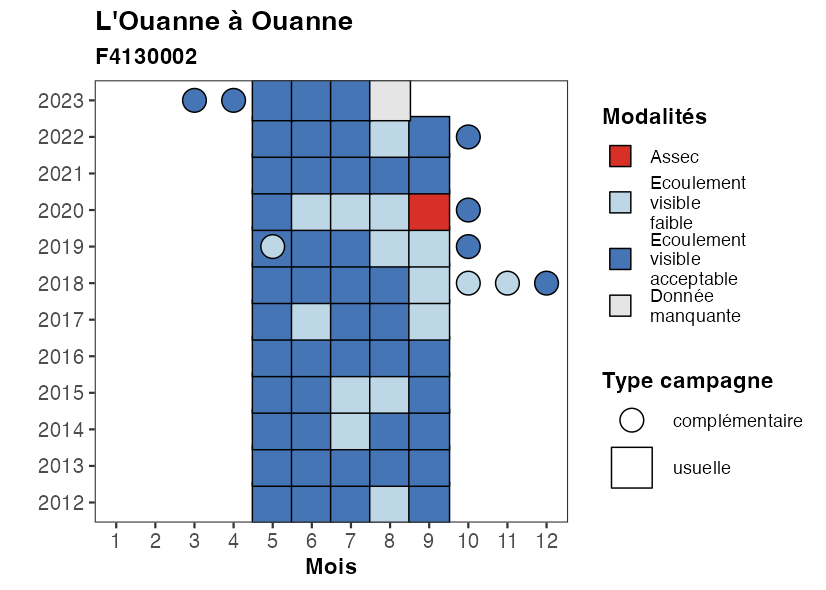 L'Ouanne à Ouanne
F4130002
2023
2022
2021
2020
2019
2018
2017
2016
2015
2014
2013
2012
1 2 3 4 5 6 7 8 9 10 11 12
Mois
Modalités
Assec
Ecoulement
visible
faible
Ecoulement
visible
acceptable
Donnée
manquante
Type campagne
complémentaire
usuelle